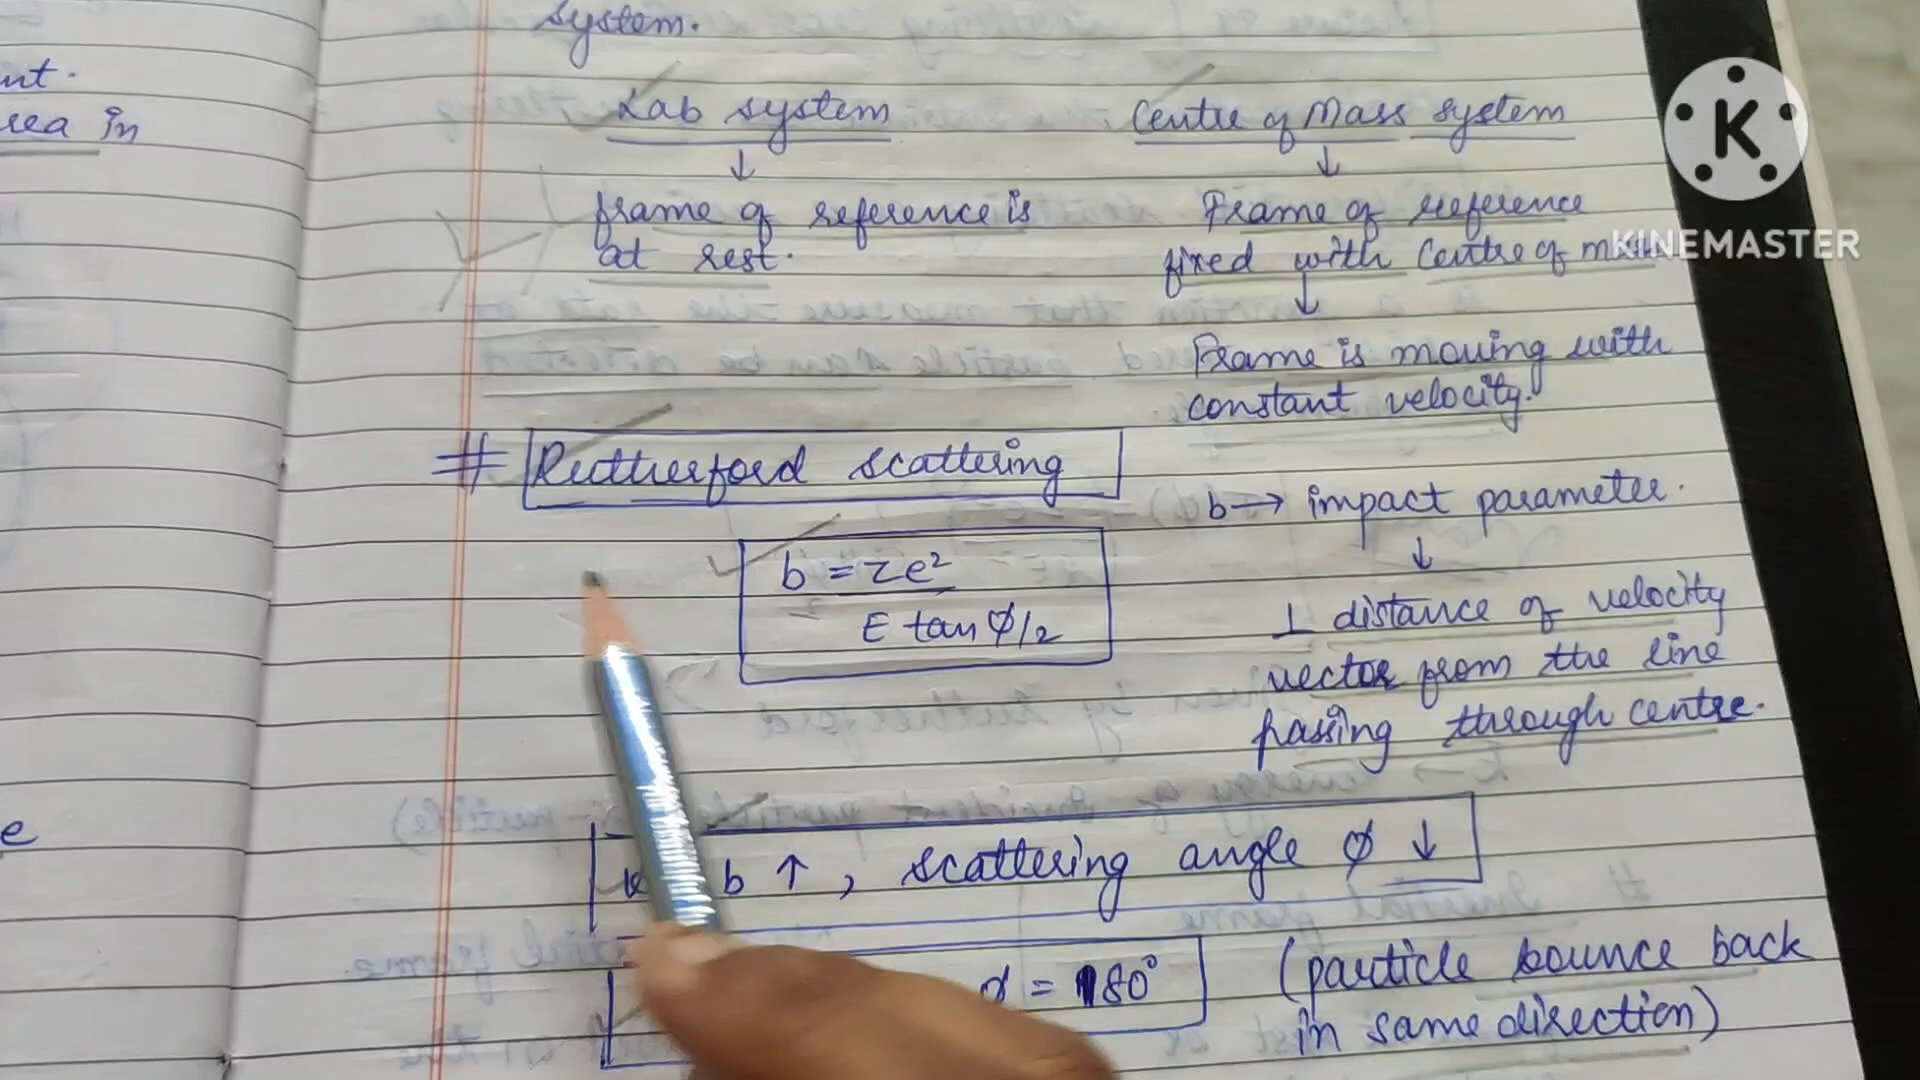 system.
nt.
rea in
Lab system
Centre of Mass system
↓
↓
frame of reference is
at rest.
Frame of reference
fixed with Centre of mass
↓
Frame is moving with
constant velocity.
# Rutherford scattering
b → impact parameter.
↓
⊥ distance of velocity
vector from the line
passing through centre.
b = ze²
E tan ϕ/2
b ↑, scattering angle ϕ ↓
= 180°
(particle bounce back
in same direction)
e
K
KINEMASTER